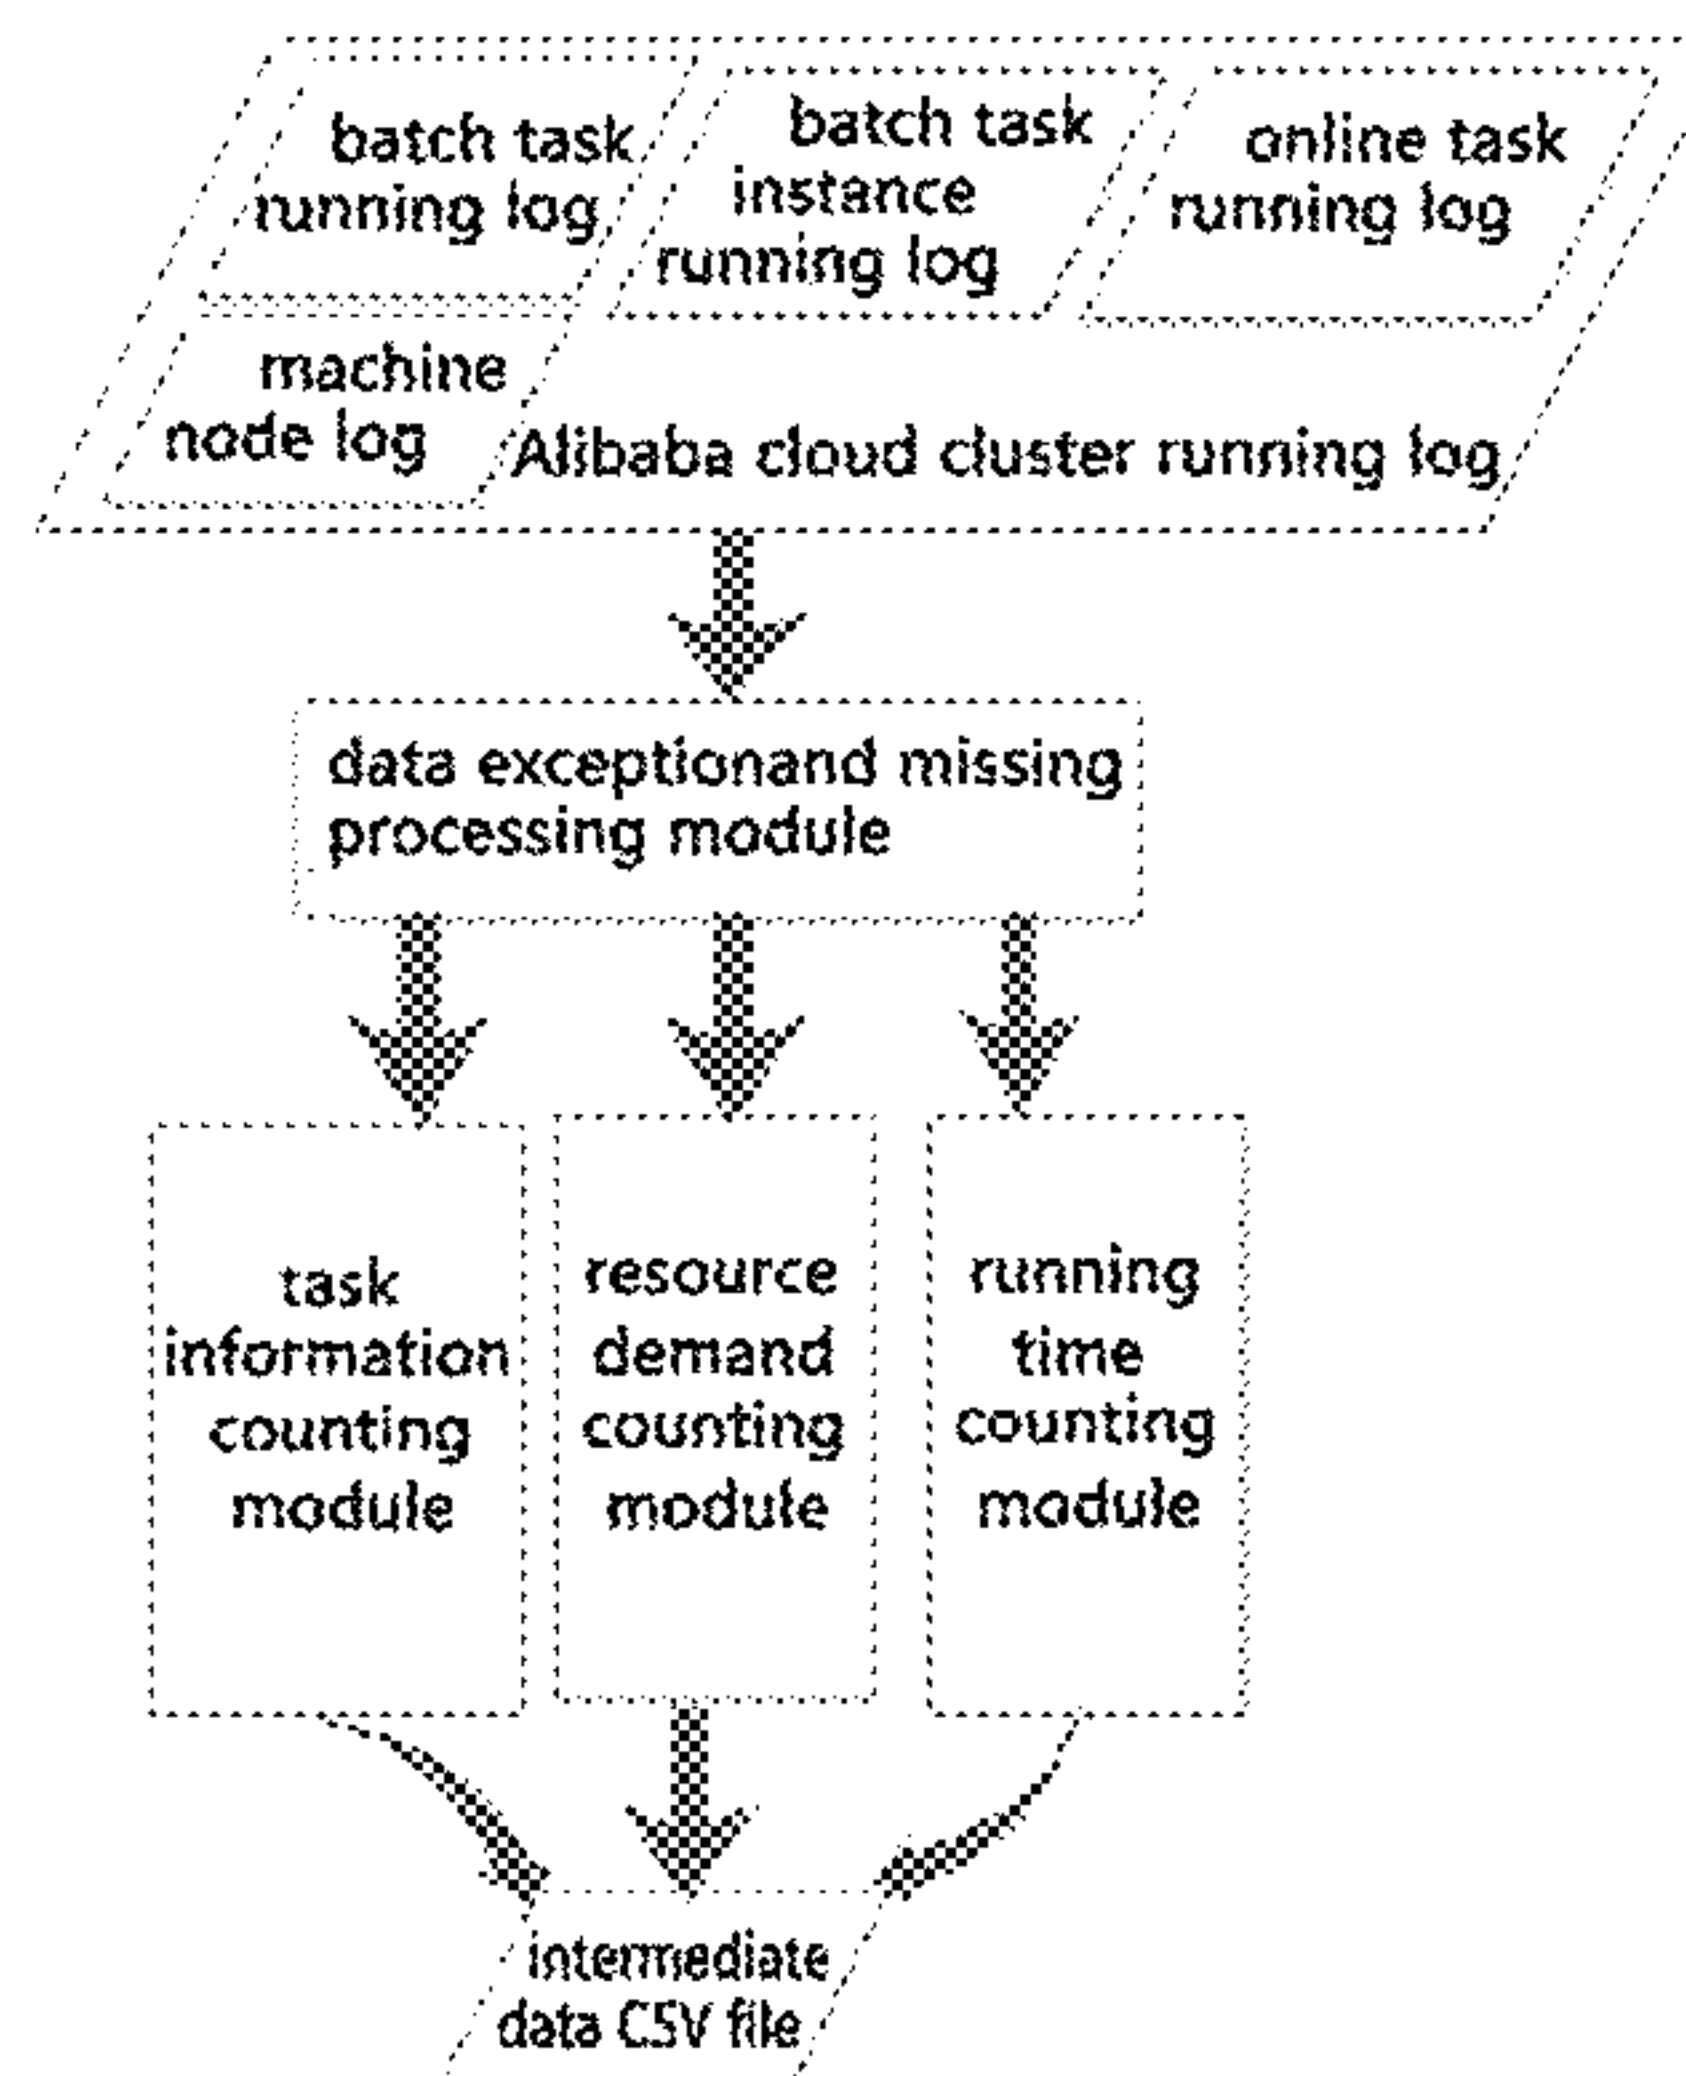 batch task
running log
batch task
instance
running log
online task
running log
machine
node log
Alibaba cloud cluster running log
data exceptionand missing
processing module
task
information
counting
module
resource
demand
counting
module
running
time
counting
module
intermediate
data CSV file